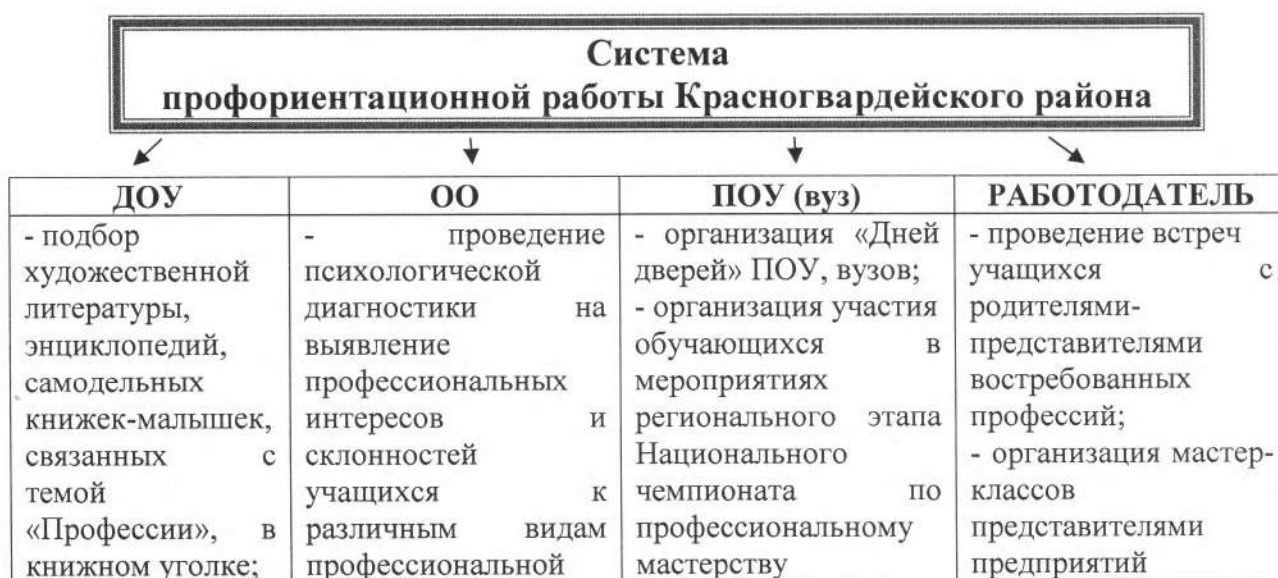 Система
профориентационной работы Красногвардейского района
ДОУ
- подбор
художественной
литературы,
энциклопедий,
самодельных
книжек-малышек,
связанных с
темой
«Профессии», в
книжном уголке;
ОО
- проведение
психологической
диагностики на
выявление
профессиональных
интересов и
склонностей
учащихся к
различным видам
профессиональной
ПОУ (вуз)
- организация «Дней
дверей» ПОУ, вузов;
- организация участия
обучающихся в
мероприятиях
регионального этапа
Национального
чемпионата по
профессиональному
мастерству
РАБОТОДАТЕЛЬ
- проведение встреч
учащихся с
родителями-
представителями
востребованных
профессий;
- организация мастер-
классов
представителями
предприятий